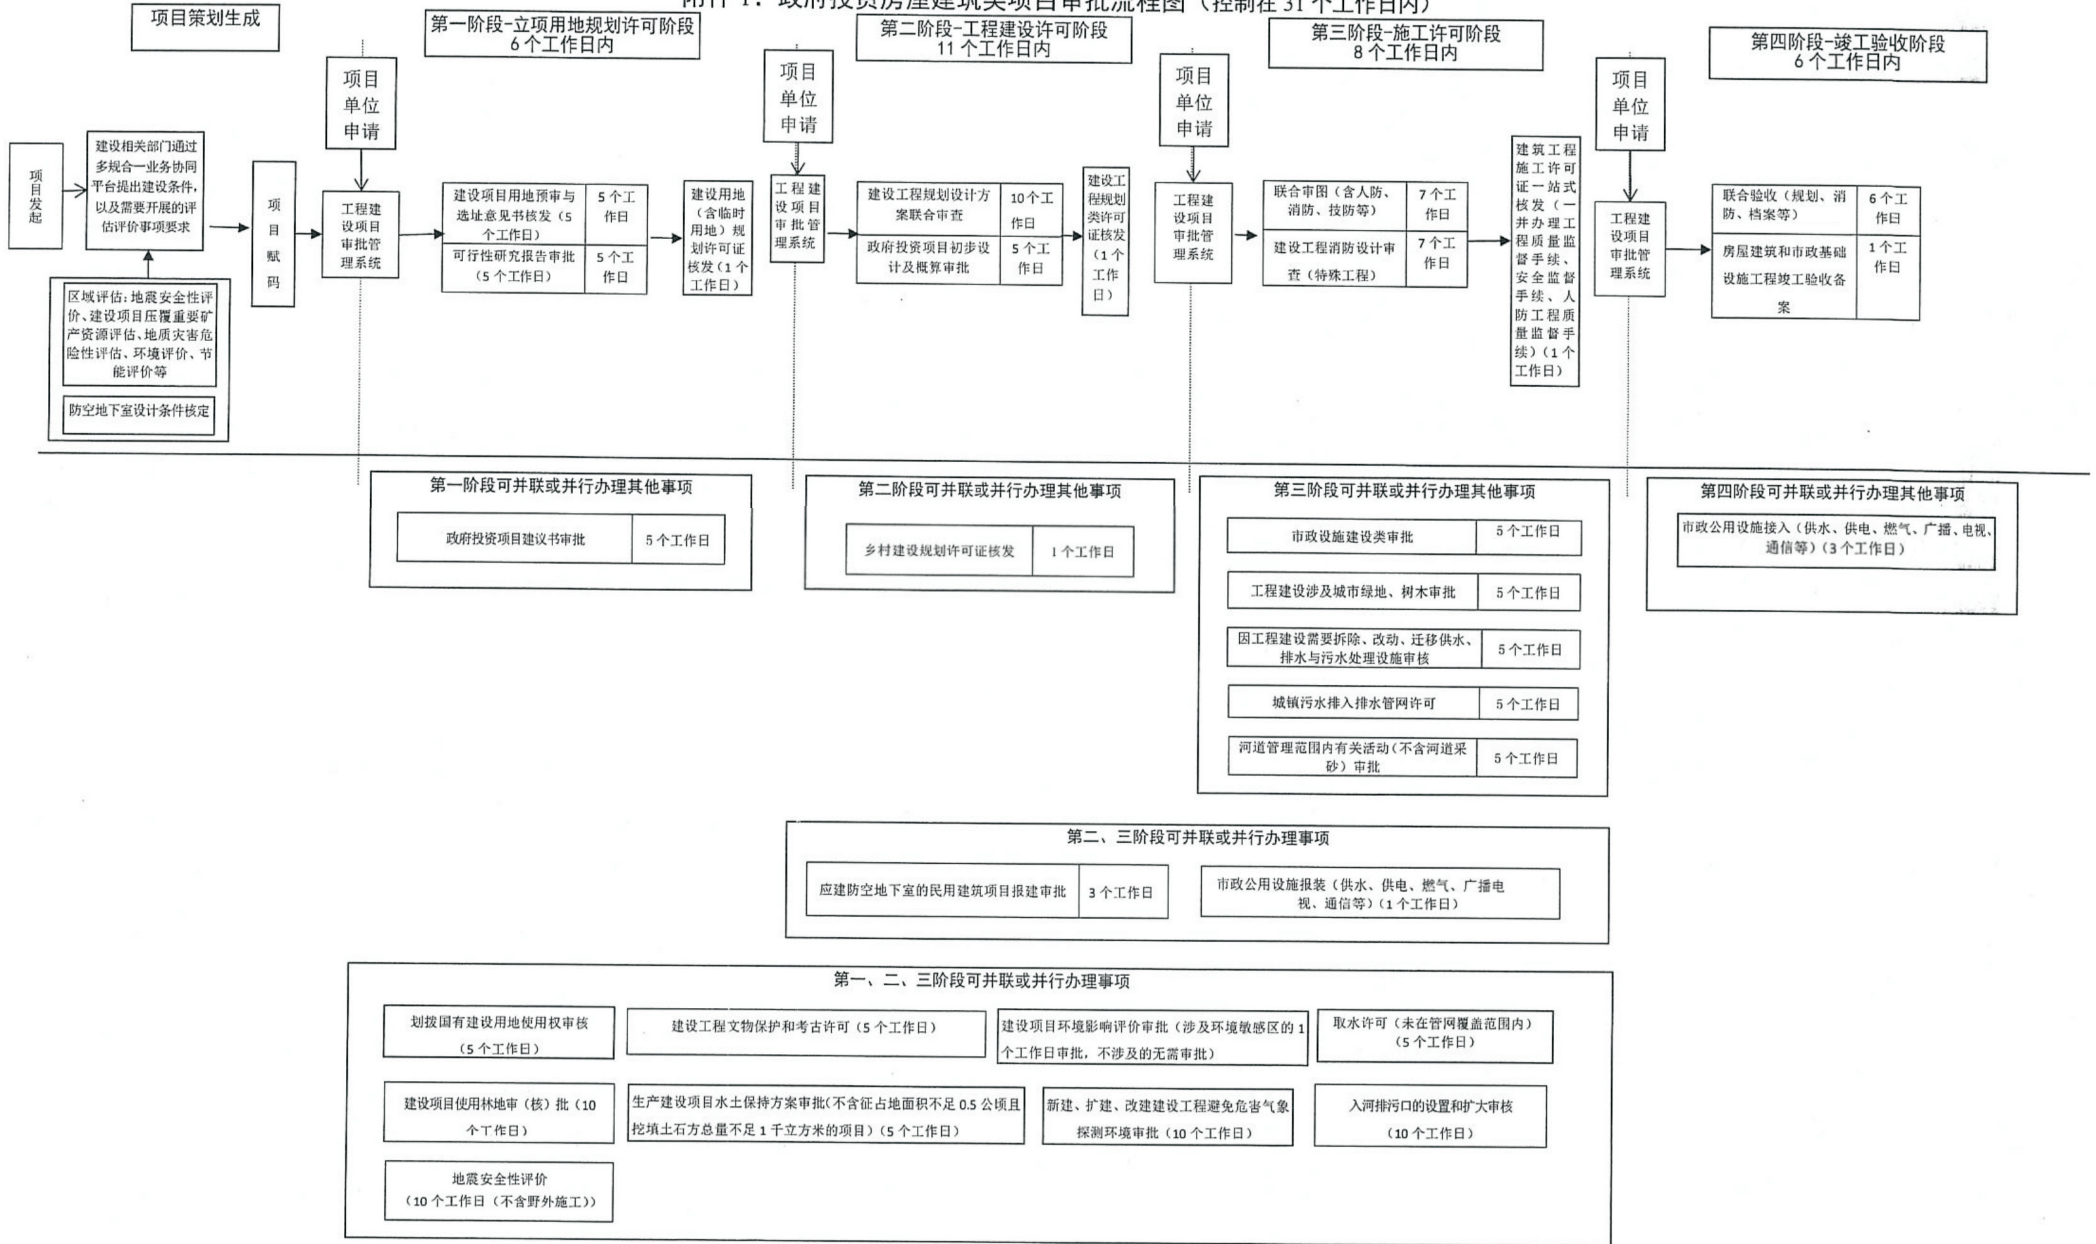 附件 1：政府投资房屋建筑类项目审批流程图（控制在 31 个工作日内）
项目策划生成
第一阶段-立项用地规划许可阶段
6 个工作日内
第二阶段-工程建设许可阶段
11 个工作日内
第三阶段-施工许可阶段
8 个工作日内
第四阶段-竣工验收阶段
6 个工作日内
项目发起
建设相关部门通过
多规合一业务协同
平台提出建设条件，
以及需要开展的评
估评价事项要求
区域评估：地震安全性评
价、建设项目压覆重要矿
产资源评估、地质灾害危
险性评估、环境评价、节
能评价等
防空地下室设计条件核定
项目赋码
项目
单位
申请
工程建
设项目
审批管
理系统
建设项目用地预审与
选址意见书核发（5
个工作日）
5 个工
作日
可行性研究报告审批
（5 个工作日）
5 个工
作日
建设用地
（含临时
用地）规
划许可证
核发（1 个
工作日）
项目
单位
申请
工程建
设项目
审批管
理系统
建设工程规划设计方
案联合审查
10 个工
作日
政府投资项目初步设
计及概算审批
5 个工
作日
建设工
程规划
类许可
证核发
（1 个
工作
日）
项目
单位
申请
工程建
设项目
审批管
理系统
联合审图（含人防、
消防、技防等）
7 个工
作日
建设工程消防设计审
查（特殊工程）
7 个工
作日
建筑工程
施工许可
证一站式
核发（一
并办理工
程质量监
督手续、
安全监督
手续、人
防工程质
量监督手
续）（1 个
工作日）
项目
单位
申请
工程建
设项目
审批管
理系统
联合验收（规划、消
防、档案等）
6 个工
作日
房屋建筑和市政基础
设施工程竣工验收备
案
1 个工
作日
第一阶段可并联或并行办理其他事项
政府投资项目建议书审批
5 个工作日
第二阶段可并联或并行办理其他事项
乡村建设规划许可证核发
1 个工作日
第三阶段可并联或并行办理其他事项
市政设施建设类审批
5 个工作日
工程建设涉及城市绿地、树木审批
5 个工作日
因工程建设需要拆除、改动、迁移供水、
排水与污水处理设施审核
5 个工作日
城镇污水排入排水管网许可
5 个工作日
河道管理范围内有关活动（不含河道采
砂）审批
5 个工作日
第四阶段可并联或并行办理其他事项
市政公用设施接入（供水、供电、燃气、广播、电视、
通信等）（3 个工作日）
第二、三阶段可并联或并行办理事项
应建防空地下室的民用建筑项目报建审批
3 个工作日
市政公用设施报装（供水、供电、燃气、广播电
视、通信等）（1 个工作日）
第一、二、三阶段可并联或并行办理事项
划拨国有建设用地使用权审核
（5 个工作日）
建设工程文物保护和考古许可（5 个工作日）
建设项目环境影响评价审批（涉及环境敏感区的 1
个工作日审批，不涉及的无需审批）
取水许可（未在管网覆盖范围内）
（5 个工作日）
建设项目使用林地审（核）批（10
个工作日）
生产建设项目水土保持方案审批（不含征占地面积不足 0.5 公顷且
挖填土石方总量不足 1 千立方米的项目）（5 个工作日）
新建、扩建、改建建设工程避免危害气象
探测环境审批（10 个工作日）
入河排污口的设置和扩大审核
（10 个工作日）
地震安全性评价
（10 个工作日（不含野外施工））